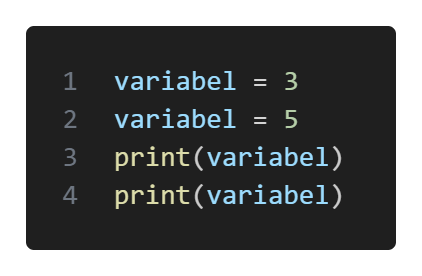 1 variabel = 3
2 variabel = 5
3 print(variabel)
4 print(variabel)